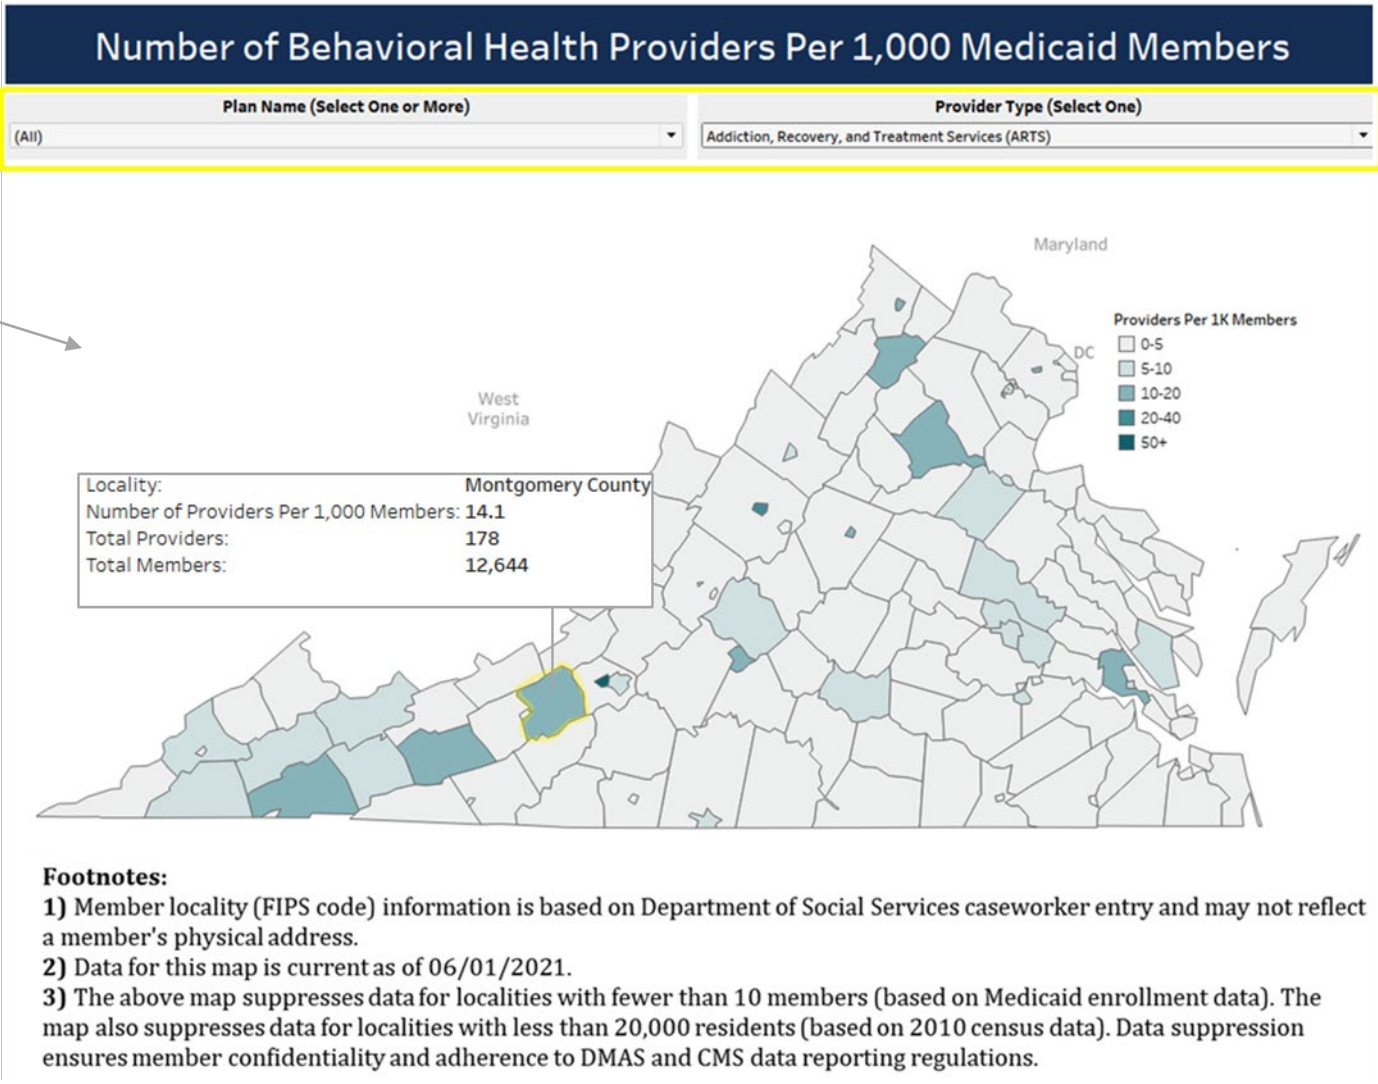 Number of Behavioral Health Providers Per 1,000 Medicaid Members
Plan Name (Select One or More)
(All)
Provider Type (Select One)
Addiction, Recovery, and Treatment Services (ARTS)
Maryland
Providers Per 1K Members
0-5
5-10
10-20
20-40
50+
DC
West
Virginia
Locality: Montgomery County
Number of Providers Per 1,000 Members: 14.1
Total Providers: 178
Total Members: 12,644
Footnotes:
1) Member locality (FIPS code) information is based on Department of Social Services caseworker entry and may not reflect
a member's physical address.
2) Data for this map is current as of 06/01/2021.
3) The above map suppresses data for localities with fewer than 10 members (based on Medicaid enrollment data). The
map also suppresses data for localities with less than 20,000 residents (based on 2010 census data). Data suppression
ensures member confidentiality and adherence to DMAS and CMS data reporting regulations.